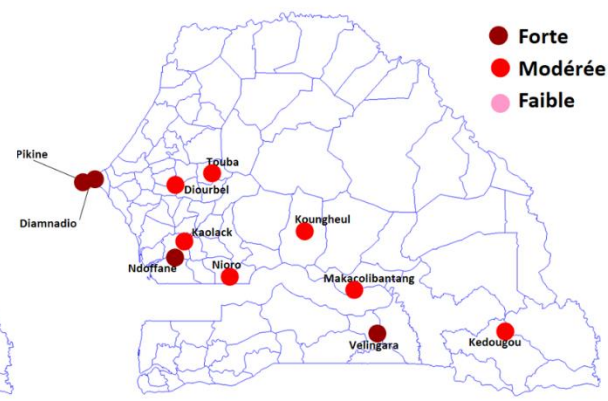 Forte
Modérée
Faible
Pikine
Touba
Diourbel
Diamnadio
Koungheul
Kaolack
Ndoffane
Nioro
Makacolibantang
Velingara
Kedougou